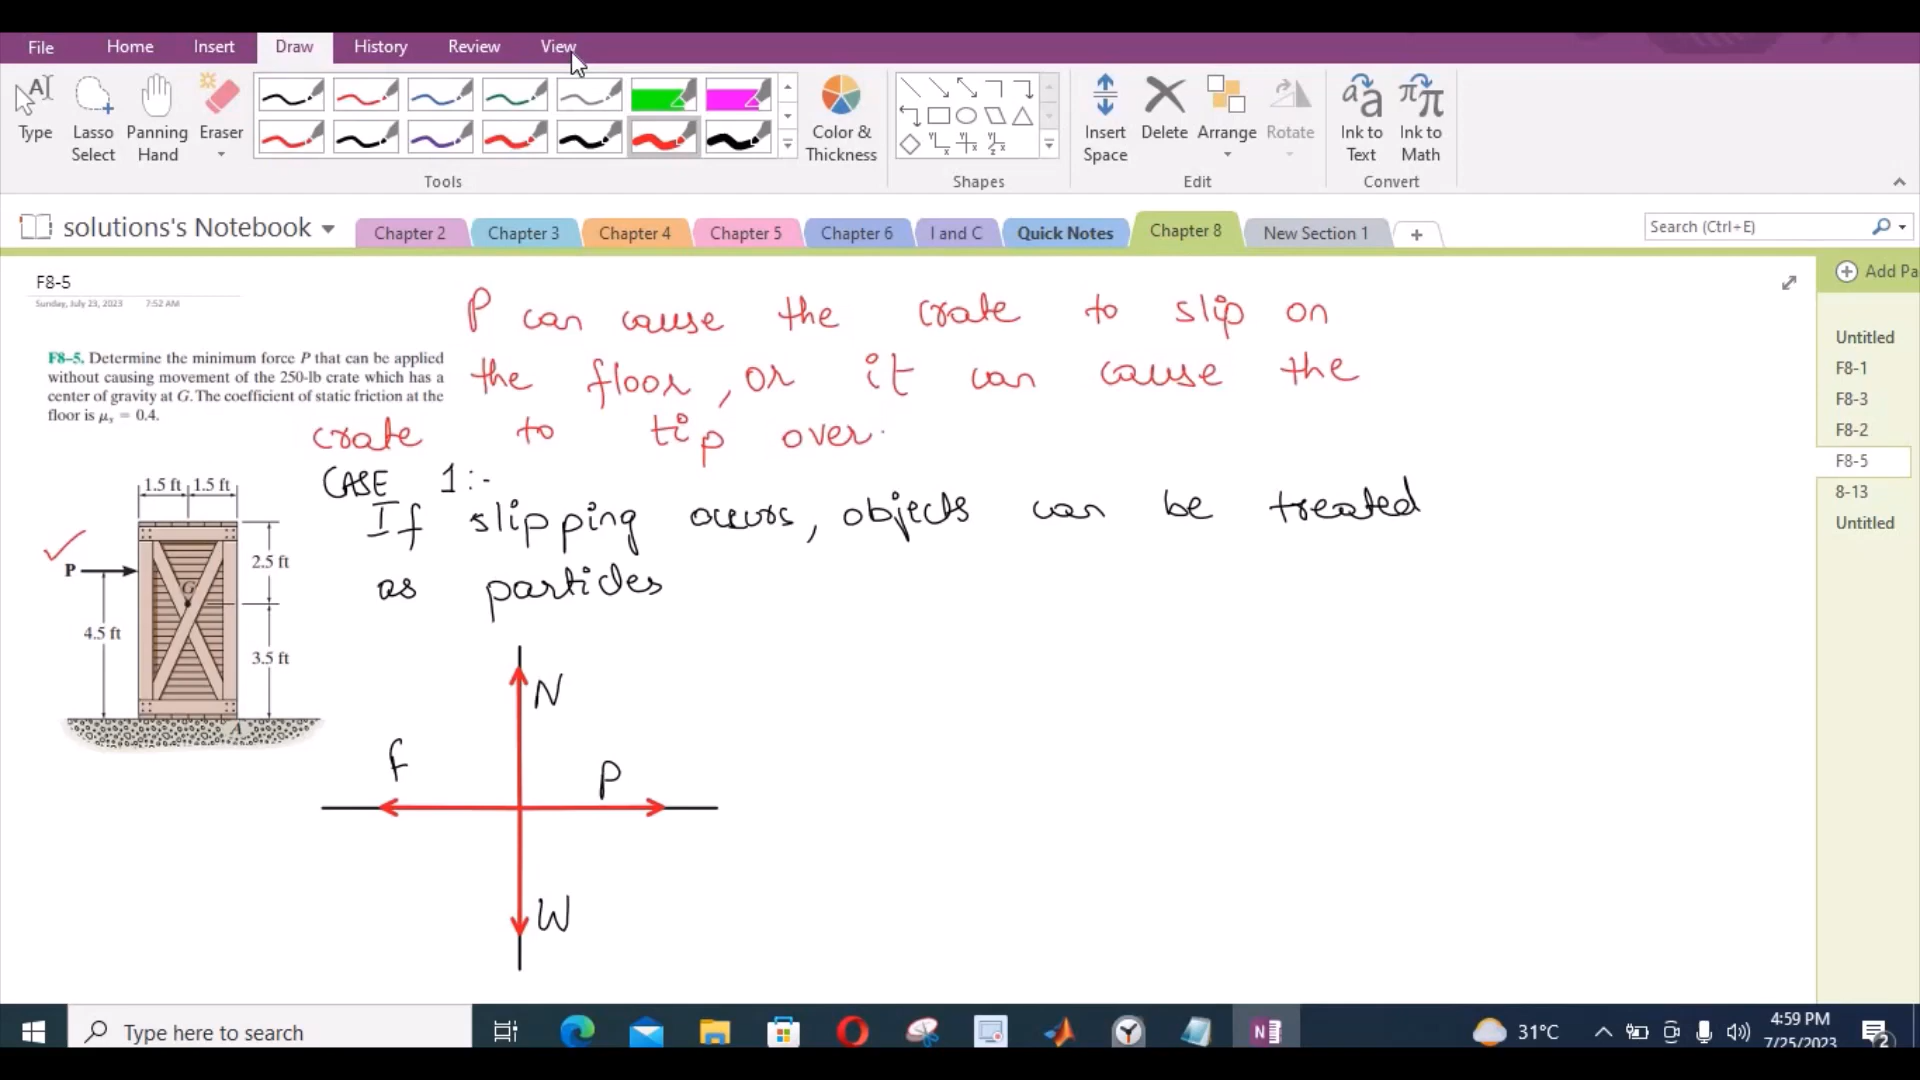 File Home Insert Draw History Review View
Type
Lasso Select
Panning Hand
Eraser
Color & Thickness
Insert Space
Delete
Arrange
Rotate
Ink to Text
Ink to Math
Tools Shapes Edit Convert
solutions's Notebook Chapter 2 Chapter 3 Chapter 4 Chapter 5 Chapter 6 I and C Quick Notes Chapter 8 New Section 1 Search (Ctrl+E)
Add Pa
Untitled
F8-1
F8-3
F8-2
F8-5
8-13
Untitled
F8-5
Sunday, July 23, 2023 7:52 AM
F8–5. Determine the minimum force P that can be applied
without causing movement of the 250-lb crate which has a
center of gravity at G. The coefficient of static friction at the
floor is μs = 0.4.
P can cause the crate to slip on
the floor, or it can cause the
crate to tip over.
CASE 1:-
If slipping occurs, objects can be treated
as particles
1.5 ft 1.5 ft
2.5 ft
P
G
4.5 ft
3.5 ft
A
N
f
P
W
Type here to search
31°C
4:59 PM
7/25/2023
2